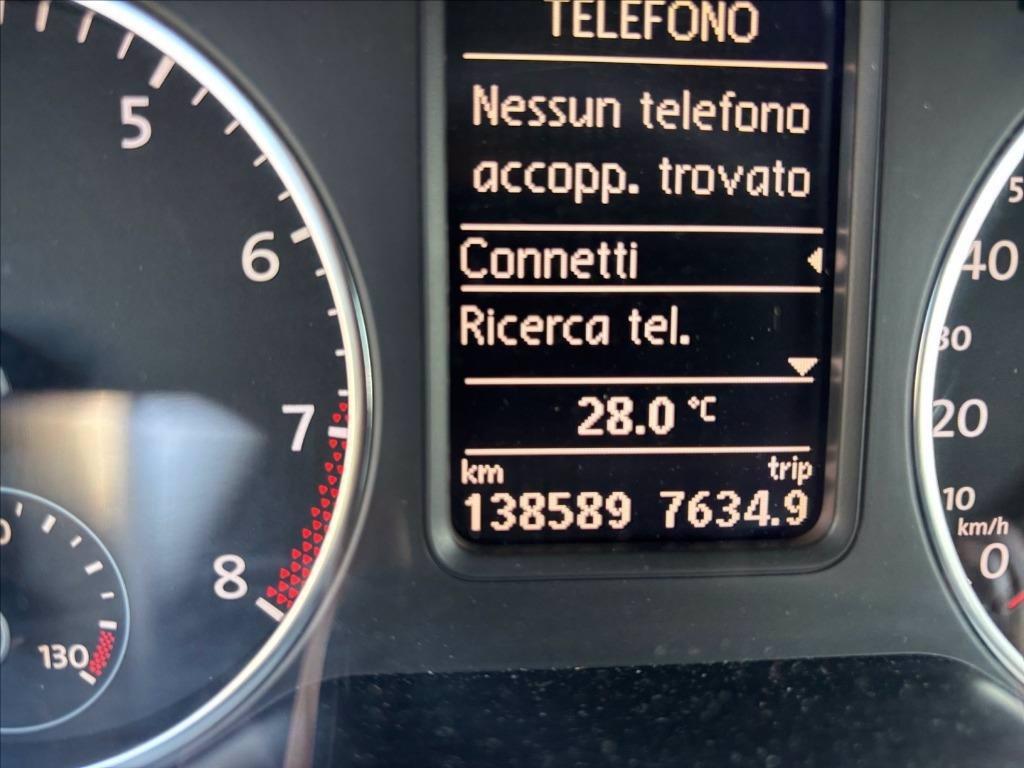 TELEFONO
Nessun telefono
accopp. trovato
Connetti
Ricerca tel.
28.0 °C
km trip
138589 7634.9
5
6
7
8
130
40
30
20
10
km/h
0